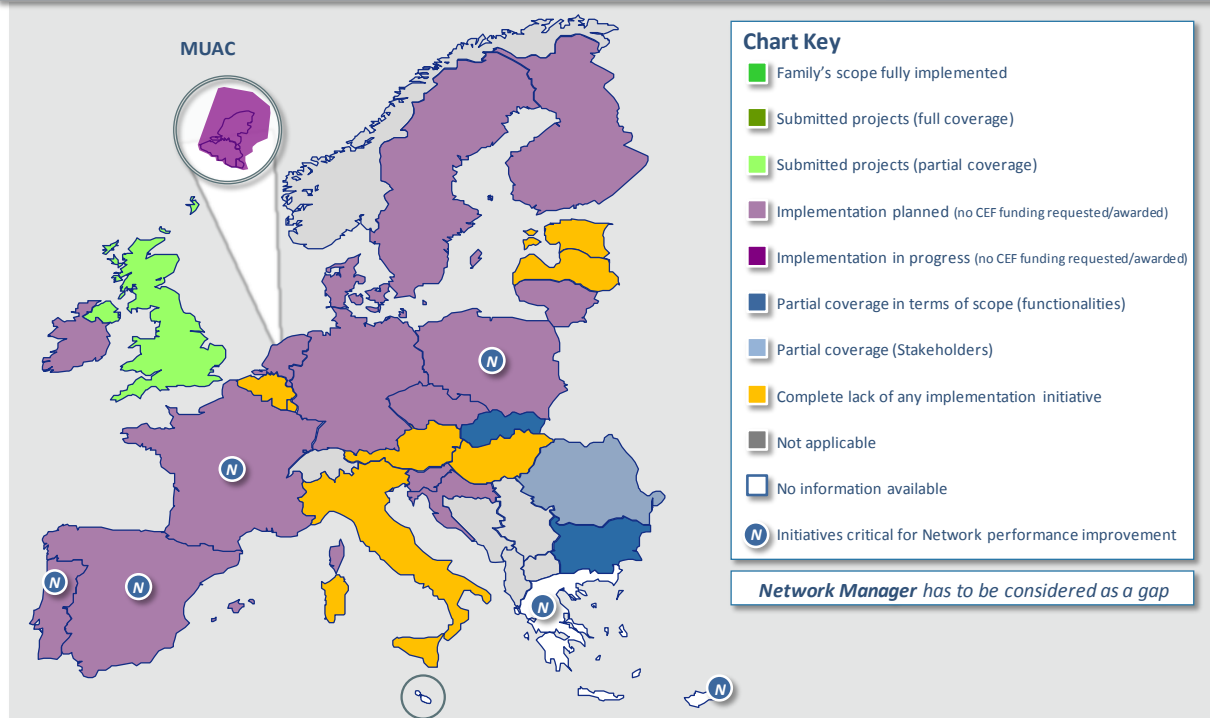 MUAC
N
N
N
N
N
N
Chart Key
Family's scope fully implemented
Submitted projects (full coverage)
Submitted projects (partial coverage)
Implementation planned (no CEF funding requested/awarded)
Implementation in progress (no CEF funding requested/awarded)
Partial coverage in terms of scope (functionalities)
Partial coverage (Stakeholders)
Complete lack of any implementation initiative
Not applicable
No information available
N Initiatives critical for Network performance improvement
Network Manager has to be considered as a gap